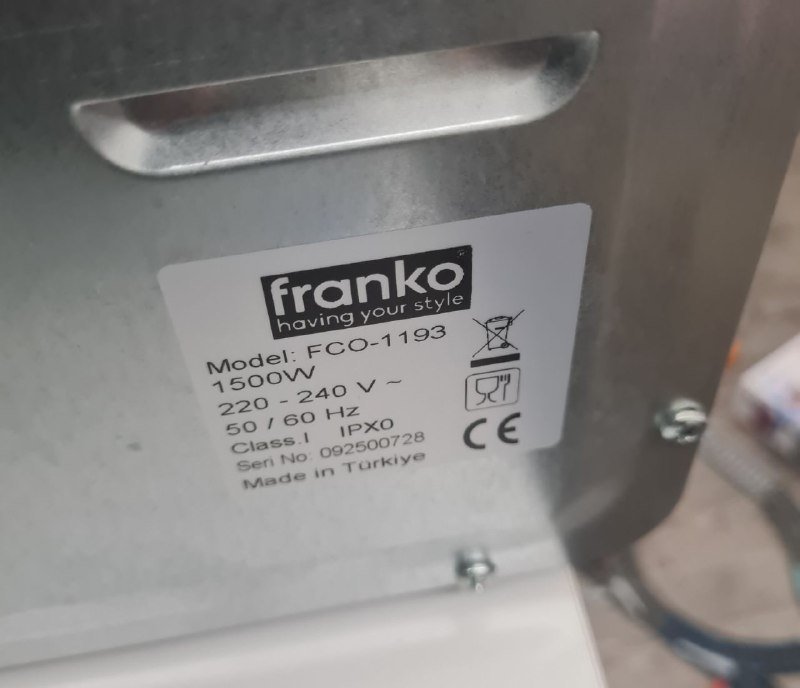 franko
having your style
Model: FCO-1193
1500W
220 - 240 V ~
50 / 60 Hz
Class.I IPX0
Seri No: 092500728
Made in Türkiye
CE